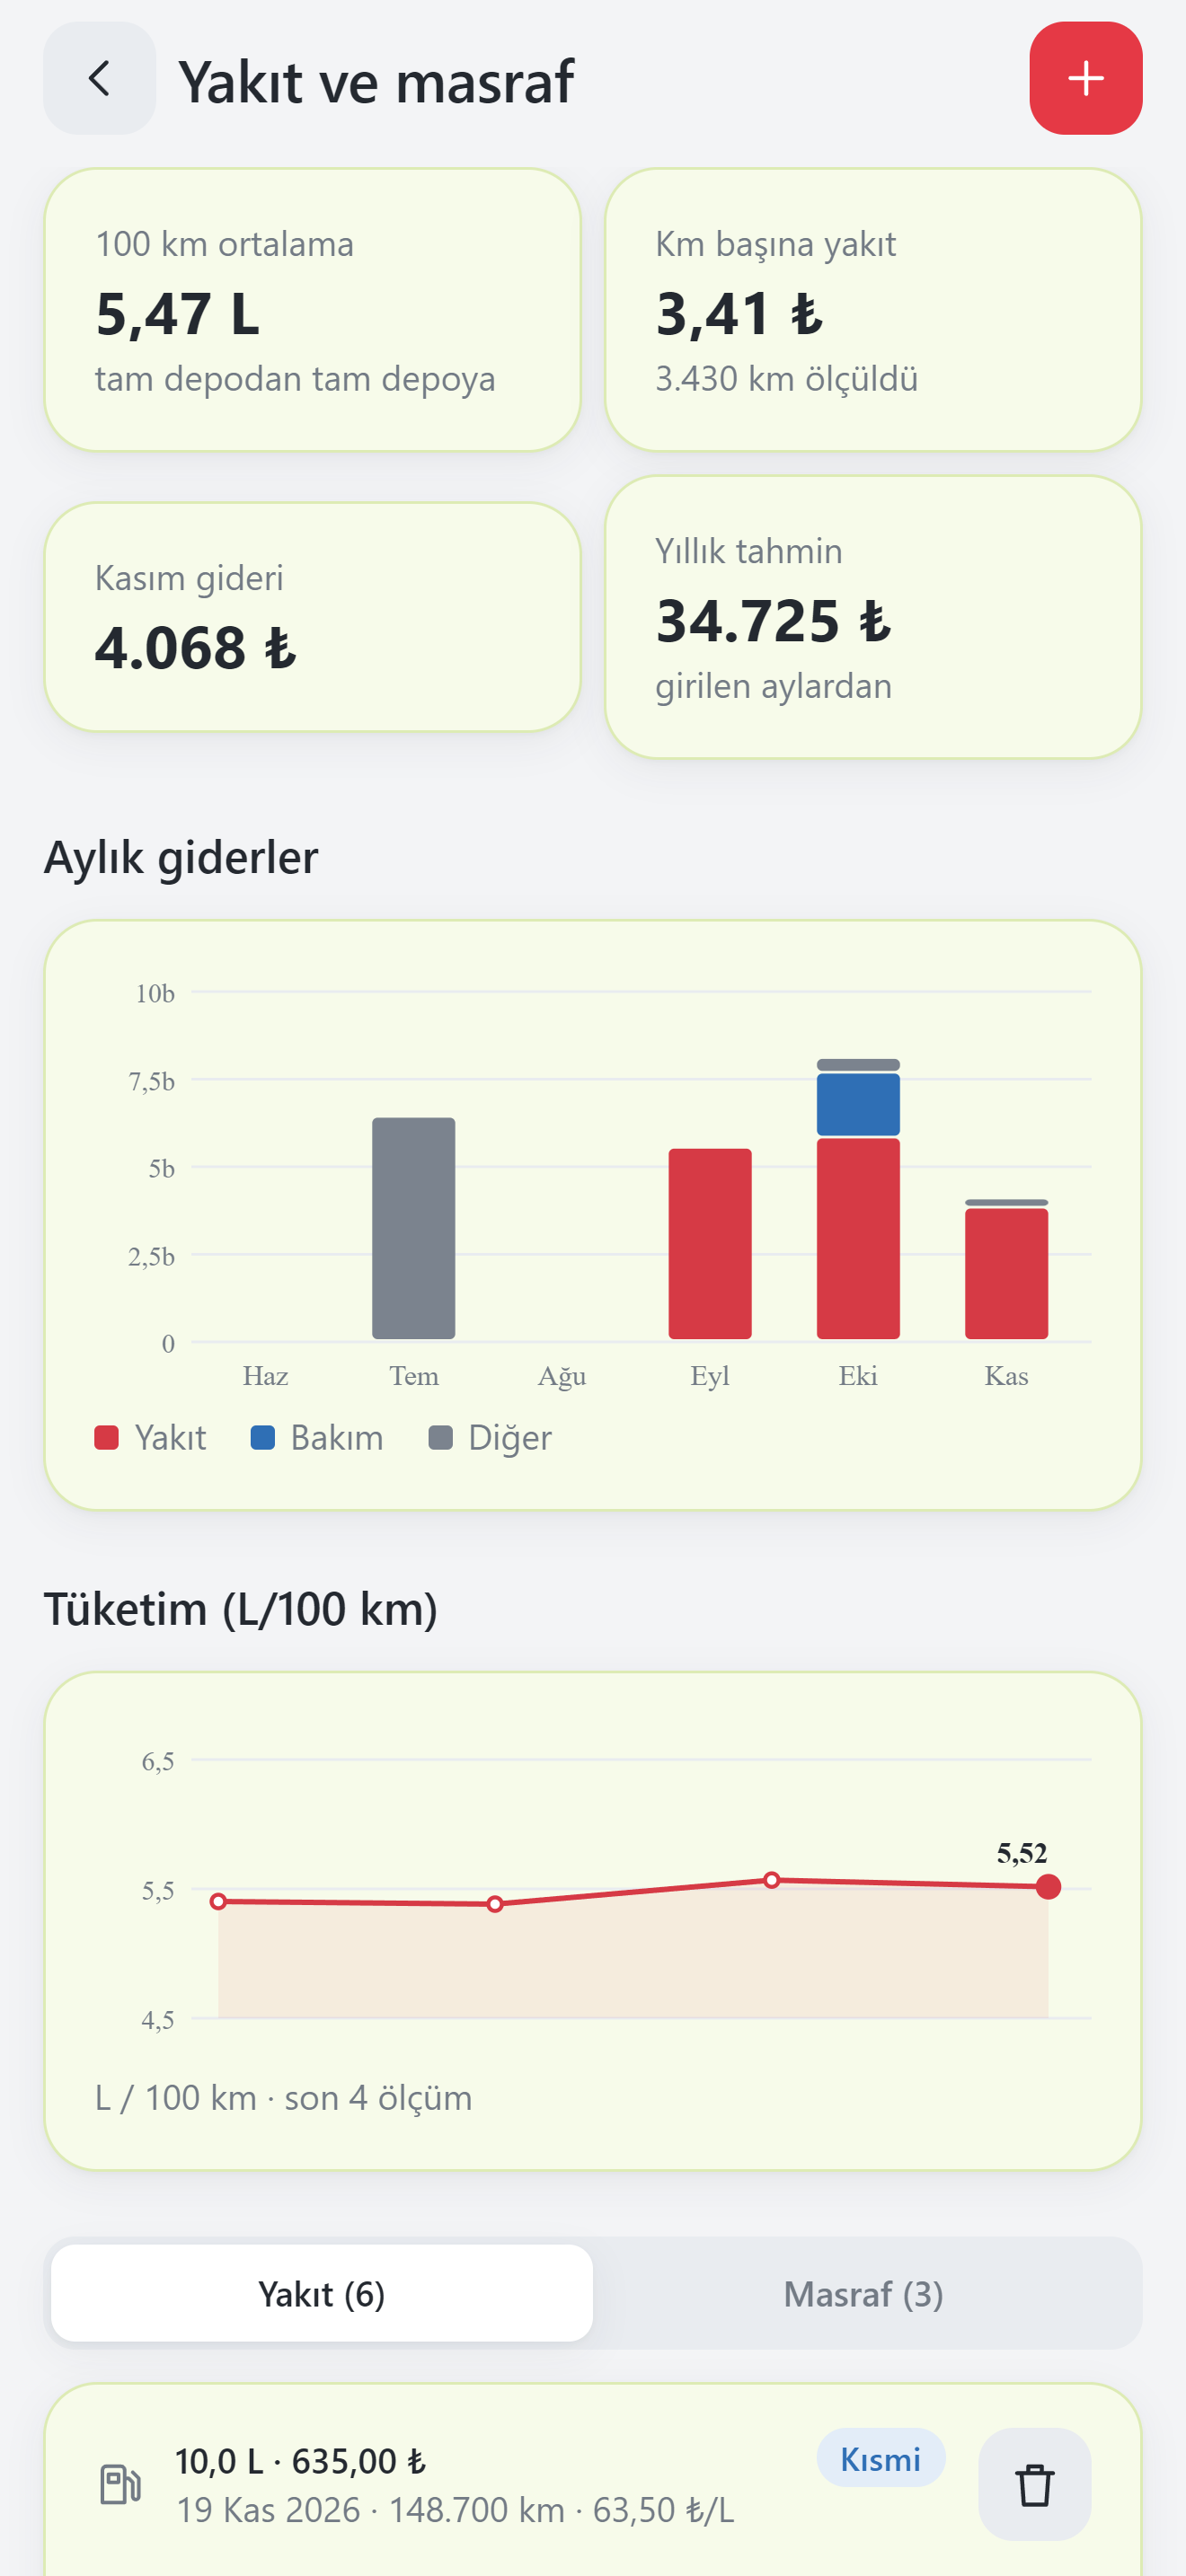 Yakıt ve masraf
100 km ortalama
5,47 L
tam depodan tam depoya
Km başına yakıt
3,41 ₺
3.430 km ölçüldü
Kasım gideri
4.068 ₺
Yıllık tahmin
34.725 ₺
girilen aylardan
Aylık giderler
10b
7,5b
5b
2,5b
0
Haz Tem Ağu Eyl Eki Kas
Yakıt Bakım Diğer
Tüketim (L/100 km)
6,5
5,52
5,5
4,5
L / 100 km · son 4 ölçüm
Yakıt (6) Masraf (3)
10,0 L · 635,00 ₺
Kısmi
19 Kas 2026 · 148.700 km · 63,50 ₺/L